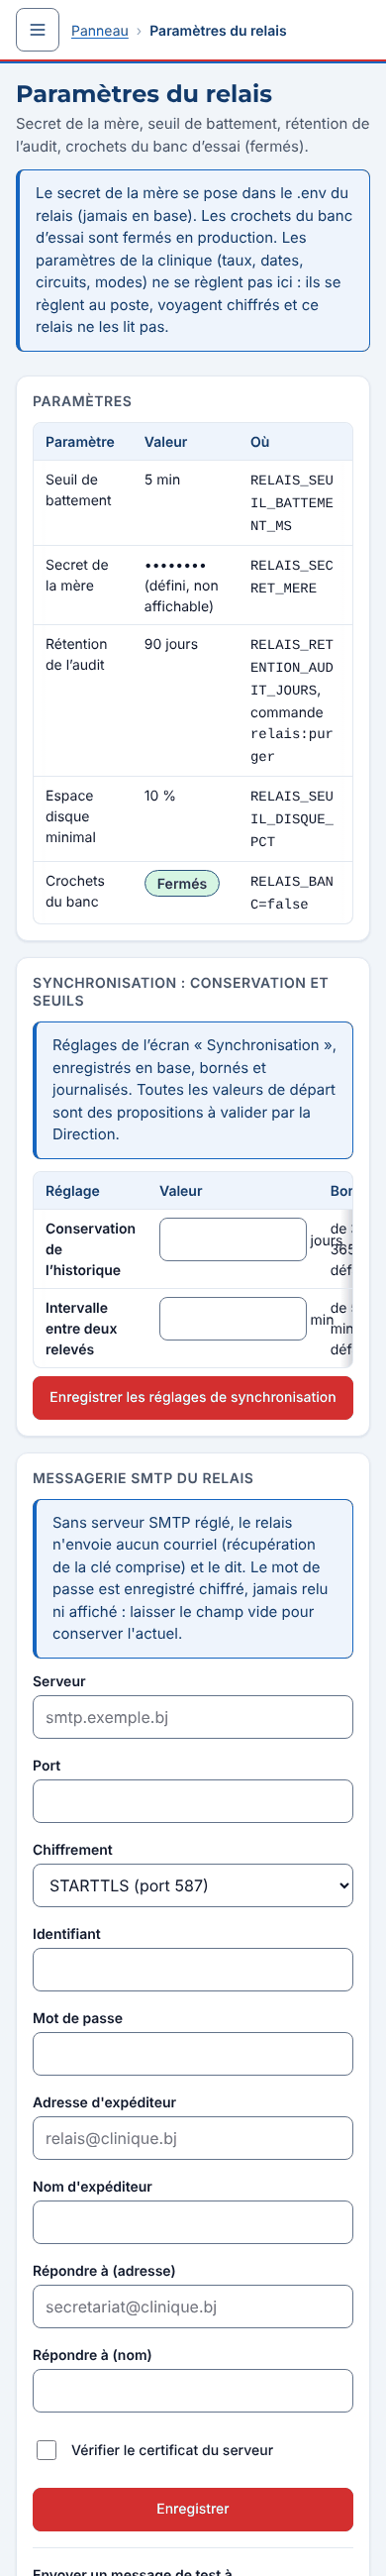 Panneau › Paramètres du relais
Paramètres du relais
Secret de la mère, seuil de battement, rétention de
l’audit, crochets du banc d’essai (fermés).
Le secret de la mère se pose dans le .env du
relais (jamais en base). Les crochets du banc
d’essai sont fermés en production. Les
paramètres de la clinique (taux, dates,
circuits, modes) ne se règlent pas ici : ils se
règlent au poste, voyagent chiffrés et ce
relais ne les lit pas.
PARAMÈTRES
Paramètre Valeur Où
Seuil de
battement
5 min
RELAIS_SEU
IL_BATTEME
NT_MS
Secret de
la mère
••••••••
(défini, non
affichable)
RELAIS_SEC
RET_MERE
Rétention
de l’audit
90 jours
RELAIS_RET
ENTION_AUD
IT_JOURS,
commande
relais:pur
ger
Espace
disque
minimal
10 %
RELAIS_SEU
IL_DISQUE_
PCT
Crochets
du banc
Fermés
RELAIS_BAN
C=false
SYNCHRONISATION : CONSERVATION ET
SEUILS
Réglages de l’écran « Synchronisation »,
enregistrés en base, bornés et
journalisés. Toutes les valeurs de départ
sont des propositions à valider par la
Direction.
Réglage Valeur
Conservation
de
l’historique
jours
de
Intervalle
entre deux
relevés
min
de
Enregistrer les réglages de synchronisation
MESSAGERIE SMTP DU RELAIS
Sans serveur SMTP réglé, le relais
n'envoie aucun courriel (récupération
de la clé comprise) et le dit. Le mot de
passe est enregistré chiffré, jamais relu
ni affiché : laisser le champ vide pour
conserver l'actuel.
Serveur
smtp.exemple.bj
Port
Chiffrement
STARTTLS (port 587)
Identifiant
Mot de passe
Adresse d'expéditeur
relais@clinique.bj
Nom d'expéditeur
Répondre à (adresse)
secretariat@clinique.bj
Répondre à (nom)
Vérifier le certificat du serveur
Enregistrer
Envoyer un message de test à